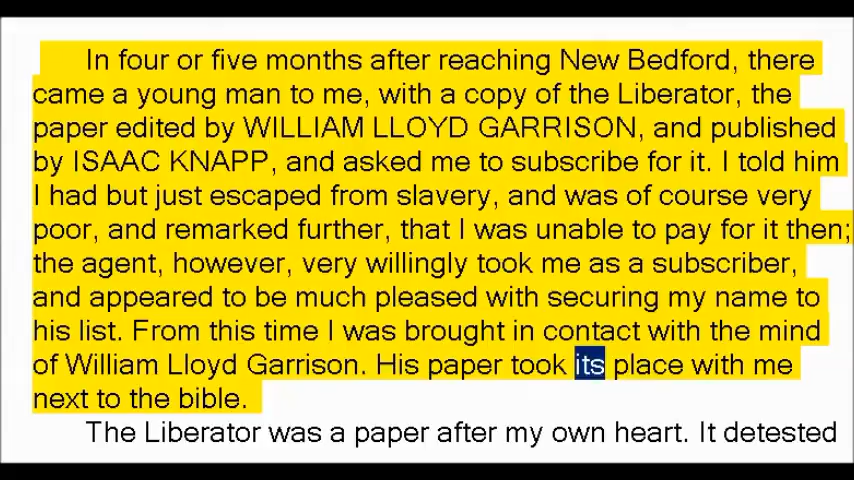 In four or five months after reaching New Bedford, there
came a young man to me, with a copy of the Liberator, the
paper edited by WILLIAM LLOYD GARRISON, and published
by ISAAC KNAPP, and asked me to subscribe for it. I told him
I had but just escaped from slavery, and was of course very
poor, and remarked further, that I was unable to pay for it then;
the agent, however, very willingly took me as a subscriber,
and appeared to be much pleased with securing my name to
his list. From this time I was brought in contact with the mind
of William Lloyd Garrison. His paper took its place with me
next to the bible.
The Liberator was a paper after my own heart. It detested